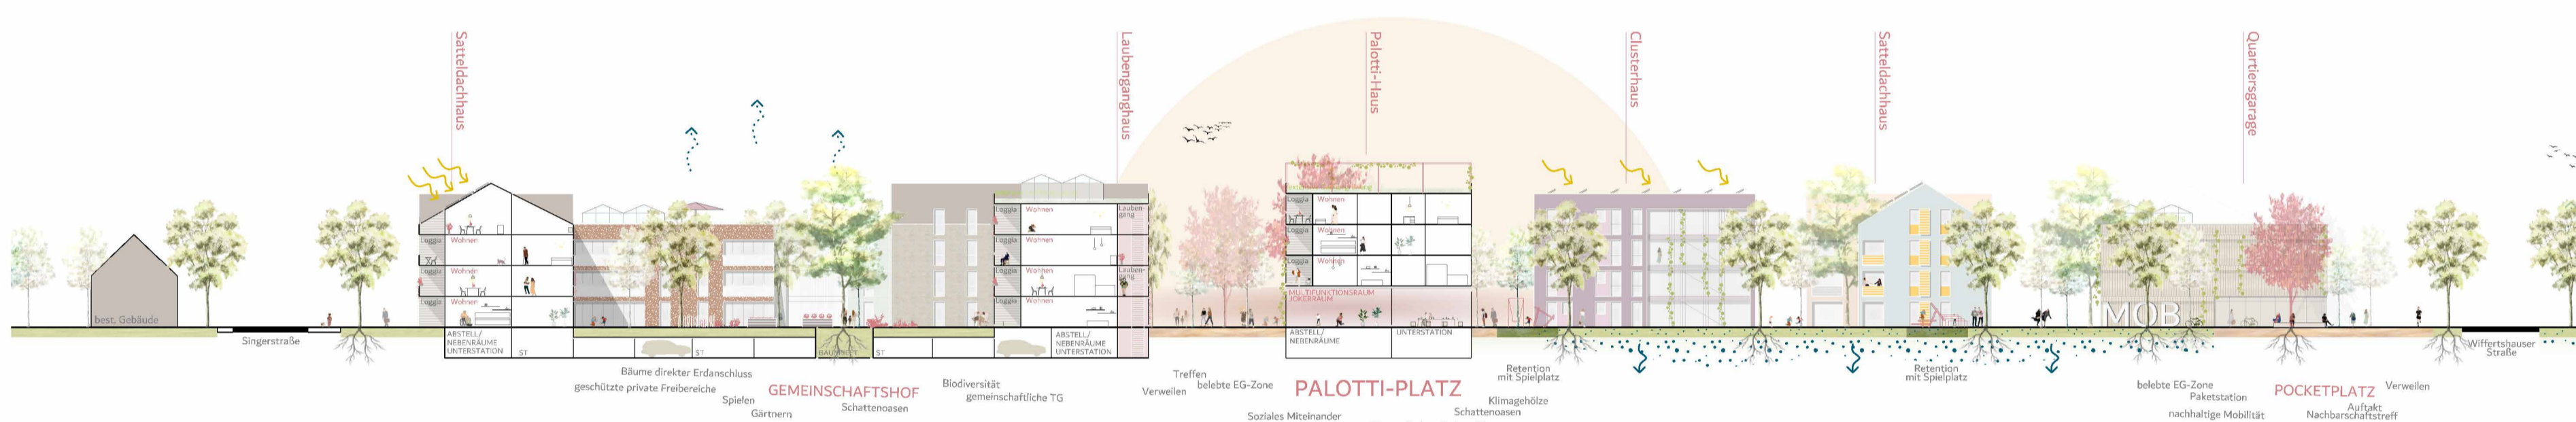 Satteldachhaus
Laubenganghaus
Palotti-Haus
Clusterhaus
Satteldachhaus
Quartiersgarage
best. Gebäude
Singerstraße
Loggia Wohnen
Loggia Wohnen
Loggia Wohnen
ABSTELL/
NEBENRÄUME
UNTERSTATION
ST
ST
ST
Loggia Wohnen
Lauben-
gang
Loggia Wohnen
Loggia Wohnen
Lauben-
gang
Loggia Wohnen
ABSTELL/
NEBENRÄUME
UNTERSTATION
Loggia Wohnen
Loggia Wohnen
Loggia Wohnen
MULTIFUNKTIONSRAUM
JOKERRAUM
ABSTELL/
NEBENRÄUME
UNTERSTATION
MOB
Wiffertshauser
Straße
Bäume direkter Erdanschluss
geschützte private Freibereiche
Spielen
Gärtnern
GEMEINSCHAFTSHOF
Schattenoasen
Biodiversität
gemeinschaftliche TG
Treffen
Verweilen
belebte EG-Zone
Soziales Miteinander
PALOTTI-PLATZ
Retention
mit Spielplatz
Klimagehölze
Schattenoasen
Retention
mit Spielplatz
belebte EG-Zone
Paketstation
nachhaltige Mobilität
POCKETPLATZ
Verweilen
Auftakt
Nachbarschaftstreff